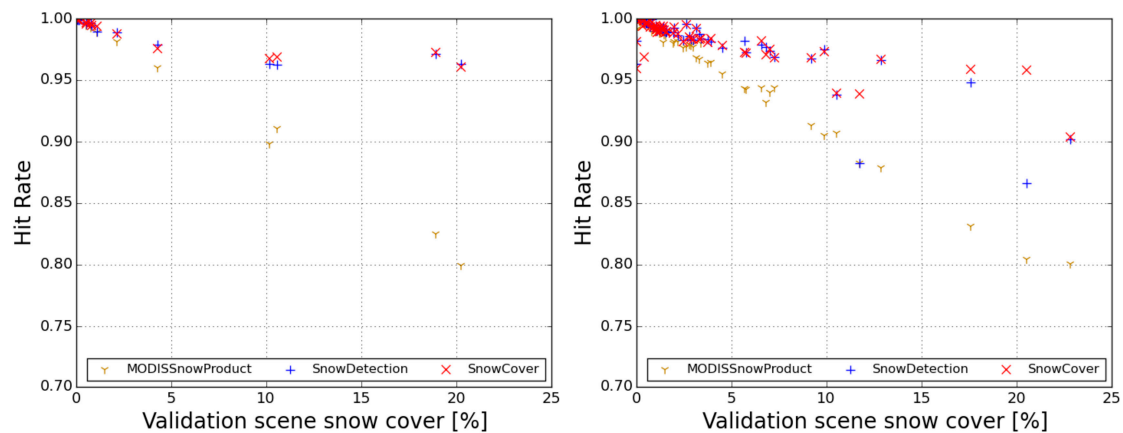 1.00
0.95
0.90
0.85
0.80
0.75
0.70
Hit Rate
MODISSnowProduct SnowDetection SnowCover
0 5 10 15 20 25
Validation scene snow cover [%]
1.00
0.95
0.90
0.85
0.80
0.75
0.70
Hit Rate
MODISSnowProduct SnowDetection SnowCover
0 5 10 15 20 25
Validation scene snow cover [%]